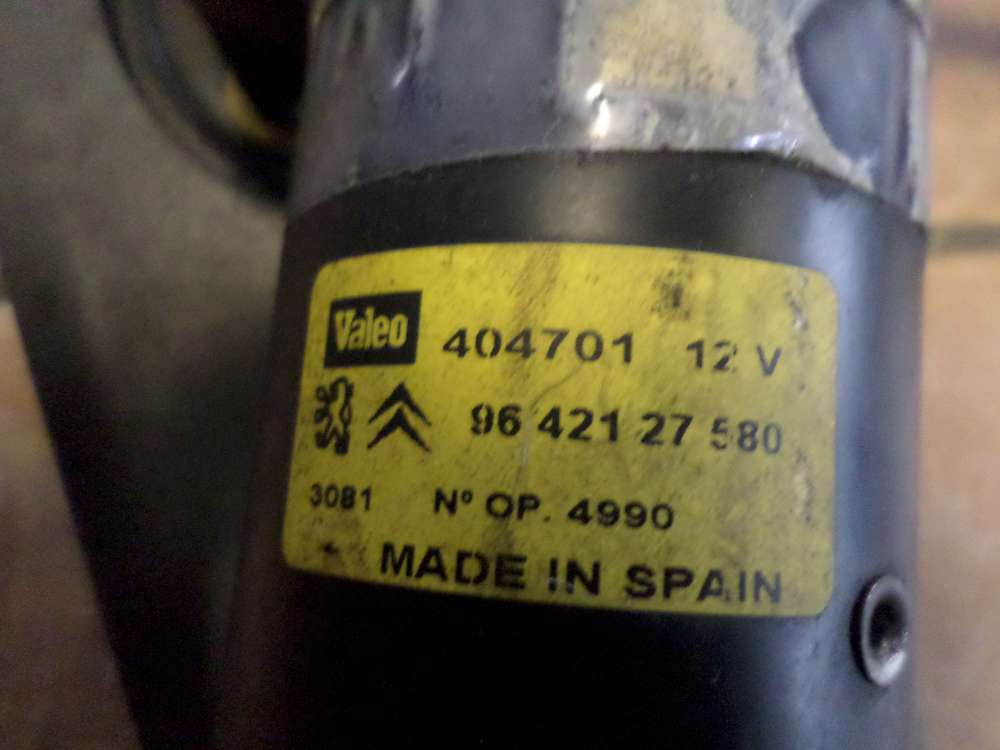 Valeo 404701 12 V
96 421 27 580
3081 Nº OP. 4990
MADE IN SPAIN